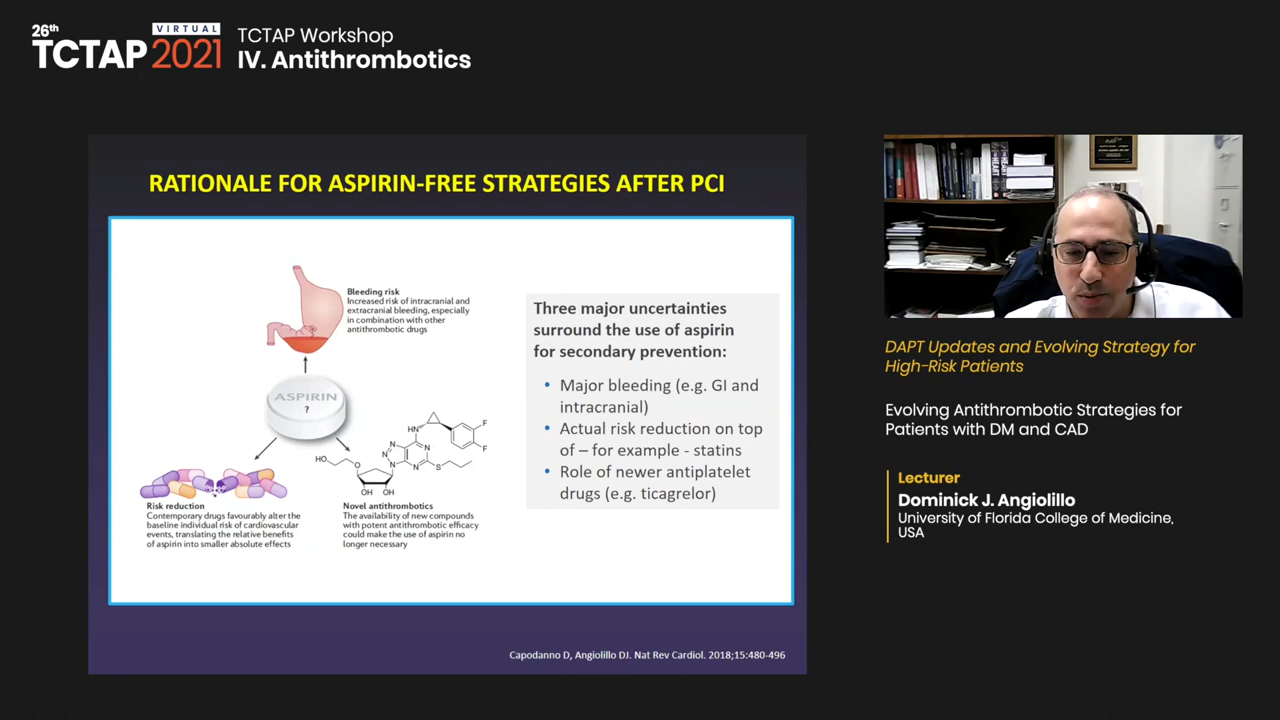 26th
VIRTUAL
TCTAP 2021
TCTAP Workshop
IV. Antithrombotics
RATIONALE FOR ASPIRIN-FREE STRATEGIES AFTER PCI
Bleeding risk
Increased risk of intracranial and
extracranial bleeding, especially
in combination with other
antithrombotic drugs
ASPIRIN
?
HN
F
F
N
N
N
N
N
S
HO
O
OH OH
Risk reduction
Contemporary drugs favourably alter the
baseline individual risk of cardiovascular
events, translating the relative benefits
of aspirin into smaller absolute effects
Novel antithrombotics
The availability of new compounds
with potent antithrombotic efficacy
could make the use of aspirin no
longer necessary
Three major uncertainties
surround the use of aspirin
for secondary prevention:
• Major bleeding (e.g. GI and
intracranial)
• Actual risk reduction on top
of – for example - statins
• Role of newer antiplatelet
drugs (e.g. ticagrelor)
Capodanno D, Angiolillo DJ. Nat Rev Cardiol. 2018;15:480-496
DAPT Updates and Evolving Strategy for
High-Risk Patients
Evolving Antithrombotic Strategies for
Patients with DM and CAD
Lecturer
Dominick J. Angiolillo
University of Florida College of Medicine,
USA